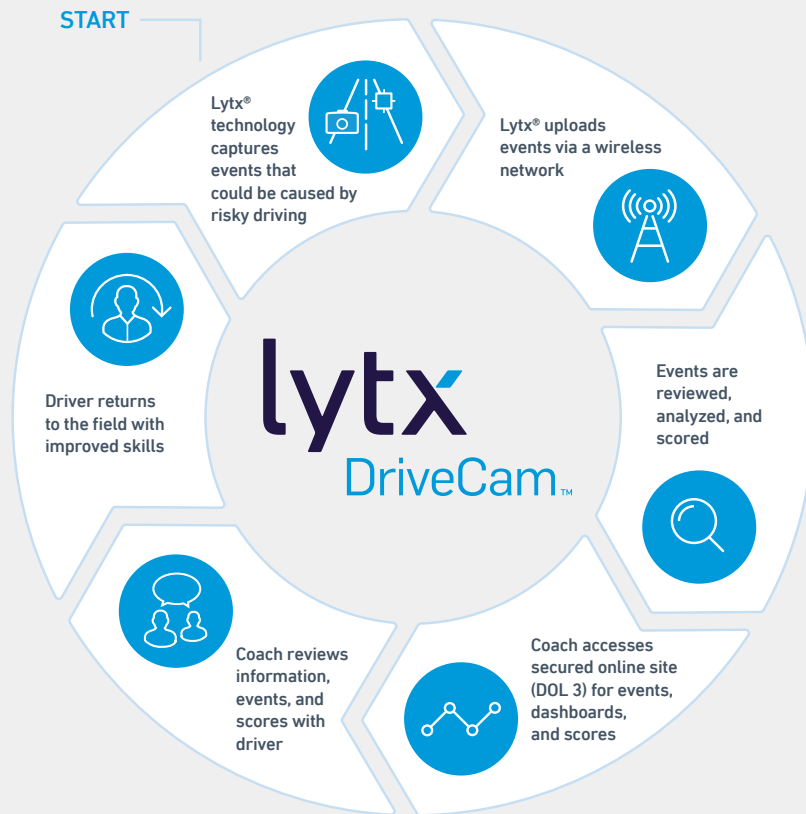 START
Lytx®
technology
captures
events that
could be caused by
risky driving
Lytx® uploads
events via a wireless
network
Events are
reviewed,
analyzed, and
scored
Coach accesses
secured online site
(DOL 3) for events,
dashboards,
and scores
Coach reviews
information,
events, and
scores with
driver
Driver returns
to the field with
improved skills
lytx
DriveCam™